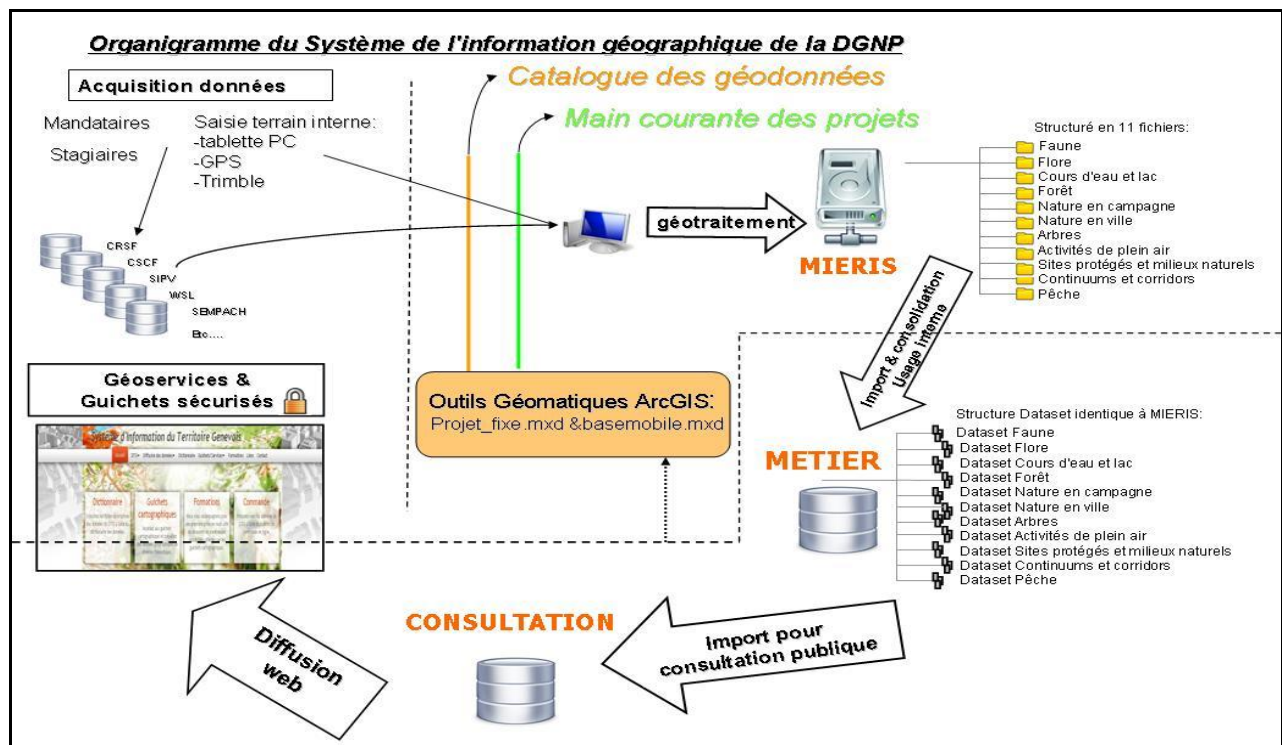 Organigramme du Système de l'information géographique de la DGNP
Acquisition données
Mandataires
Stagiaires
Saisie terrain interne:
-tablette PC
-GPS
-Trimble
CRSF
CSCF
SIPV
WSL
SEMPACH
Etc....
Catalogue des géodonnées
Main courante des projets
géotraitement
MIERIS
Structuré en 11 fichiers:
Faune
Flore
Cours d'eau et lac
Forêt
Nature en campagne
Nature en ville
Arbres
Activités de plein air
Sites protégés et milieux naturels
Continuums et corridors
Pêche
Import & consolidation
Usage interne
Géoservices &
Guichets sécurisés
Système d'Information du Territoire Genevois
Dictionnaire
Guichets
cartographiques
Formations
Commande
Outils Géomatiques ArcGIS:
Projet_fixe.mxd &basemobile.mxd
METIER
Structure Dataset identique à MIERIS:
Dataset Faune
Dataset Flore
Dataset Cours d'eau et lac
Dataset Forêt
Dataset Nature en campagne
Dataset Nature en ville
Dataset Arbres
Dataset Activités de plein air
Dataset Sites protégés et milieux naturels
Dataset Continuums et corridors
Dataset Pêche
Import pour
consultation publique
CONSULTATION
Diffusion
web